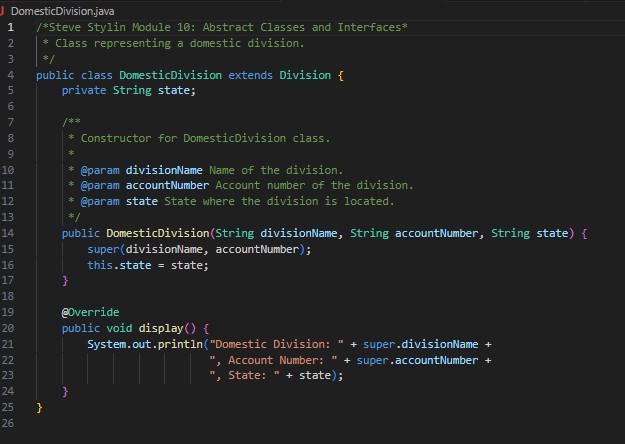 J DomesticDivision.java
1 /*Steve Stylin Module 10: Abstract Classes and Interfaces*
2  * Class representing a domestic division.
3  */
4 public class DomesticDivision extends Division {
5     private String state;
6
7     /**
8      * Constructor for DomesticDivision class.
9      *
10      * @param divisionName Name of the division.
11      * @param accountNumber Account number of the division.
12      * @param state State where the division is located.
13      */
14     public DomesticDivision(String divisionName, String accountNumber, String state) {
15         super(divisionName, accountNumber);
16         this.state = state;
17     }
18
19     @Override
20     public void display() {
21         System.out.println("Domestic Division: " + super.divisionName +
22                            ", Account Number: " + super.accountNumber +
23                            ", State: " + state);
24     }
25 }
26